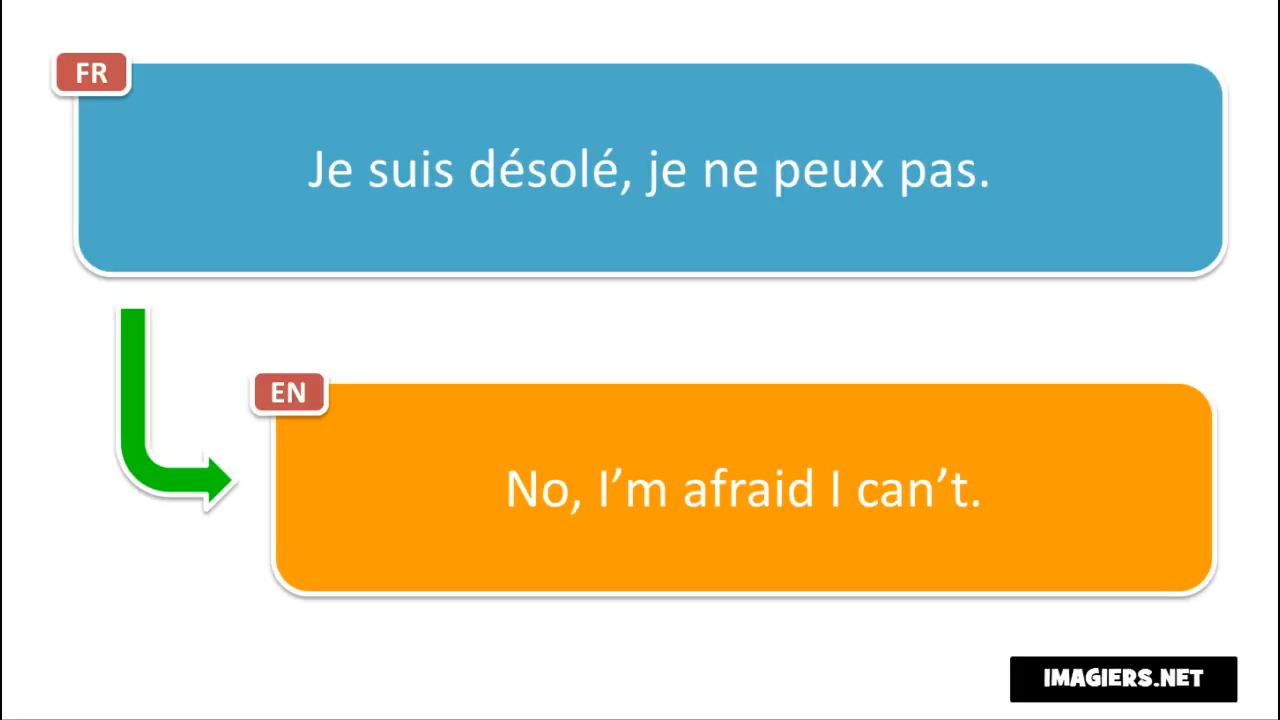 FR
Je suis désolé, je ne peux pas.
EN
No, I’m afraid I can’t.
IMAGIERS.NET